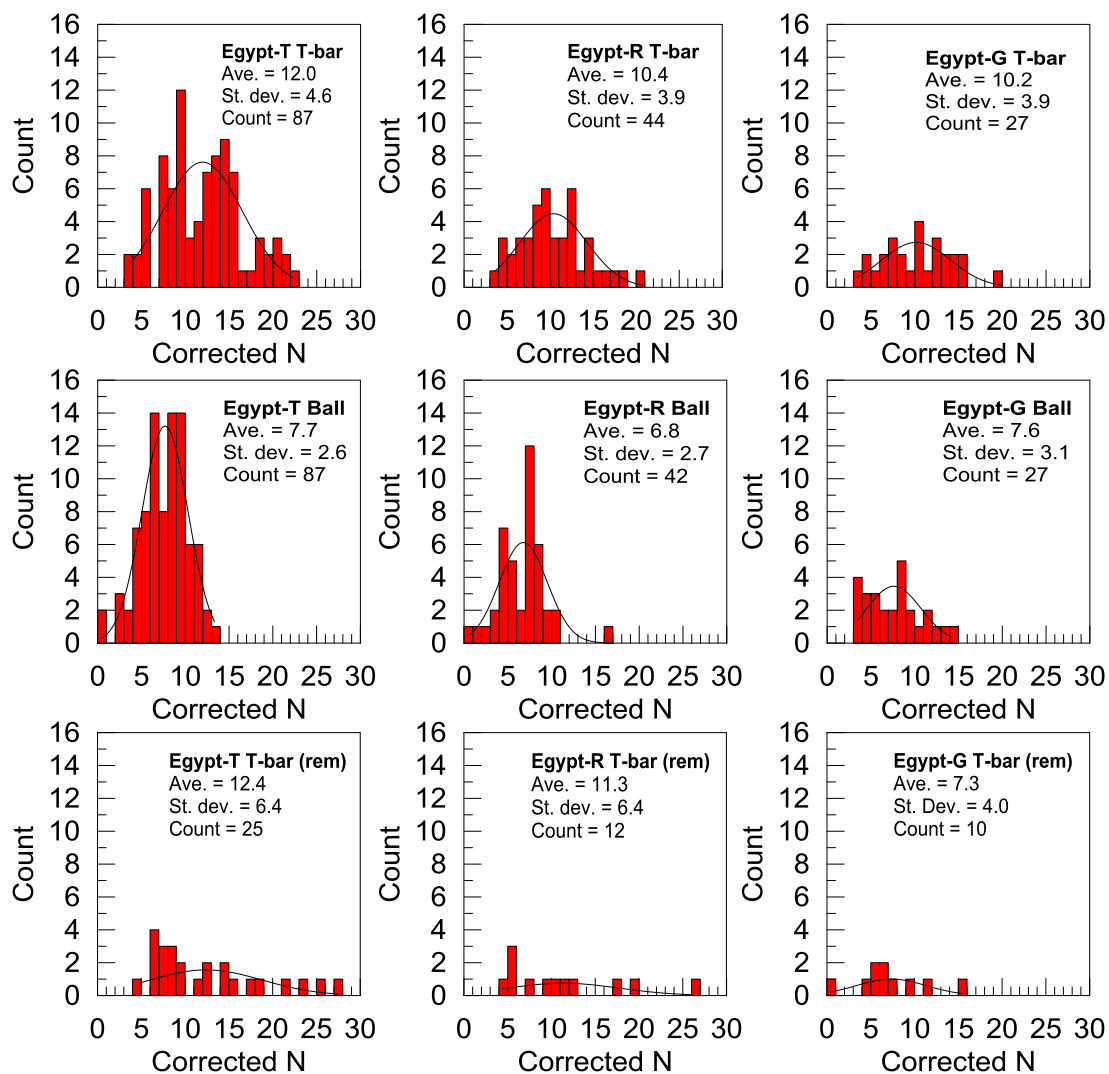 16
14
12
10
8
6
4
2
0
Count
Egypt-T T-bar
Ave. = 12.0
St. dev. = 4.6
Count = 87
0 5 10 15 20 25 30
Corrected N
16
14
12
10
8
6
4
2
0
Count
Egypt-R T-bar
Ave. = 10.4
St. dev. = 3.9
Count = 44
0 5 10 15 20 25 30
Corrected N
16
14
12
10
8
6
4
2
0
Count
Egypt-G T-bar
Ave. = 10.2
St. dev. = 3.9
Count = 27
0 5 10 15 20 25 30
Corrected N
16
14
12
10
8
6
4
2
0
Count
Egypt-T Ball
Ave. = 7.7
St. dev. = 2.6
Count = 87
0 5 10 15 20 25 30
Corrected N
16
14
12
10
8
6
4
2
0
Count
Egypt-R Ball
Ave. = 6.8
St. dev. = 2.7
Count = 42
0 5 10 15 20 25 30
Corrected N
16
14
12
10
8
6
4
2
0
Count
Egypt-G Ball
Ave. = 7.6
St. dev. = 3.1
Count = 27
0 5 10 15 20 25 30
Corrected N
16
14
12
10
8
6
4
2
0
Count
Egypt-T T-bar (rem)
Ave. = 12.4
St. dev. = 6.4
Count = 25
0 5 10 15 20 25 30
Corrected N
16
14
12
10
8
6
4
2
0
Count
Egypt-R T-bar (rem)
Ave. = 11.3
St. dev. = 6.4
Count = 12
0 5 10 15 20 25 30
Corrected N
16
14
12
10
8
6
4
2
0
Count
Egypt-G T-bar (rem)
Ave. = 7.3
St. Dev. = 4.0
Count = 10
0 5 10 15 20 25 30
Corrected N